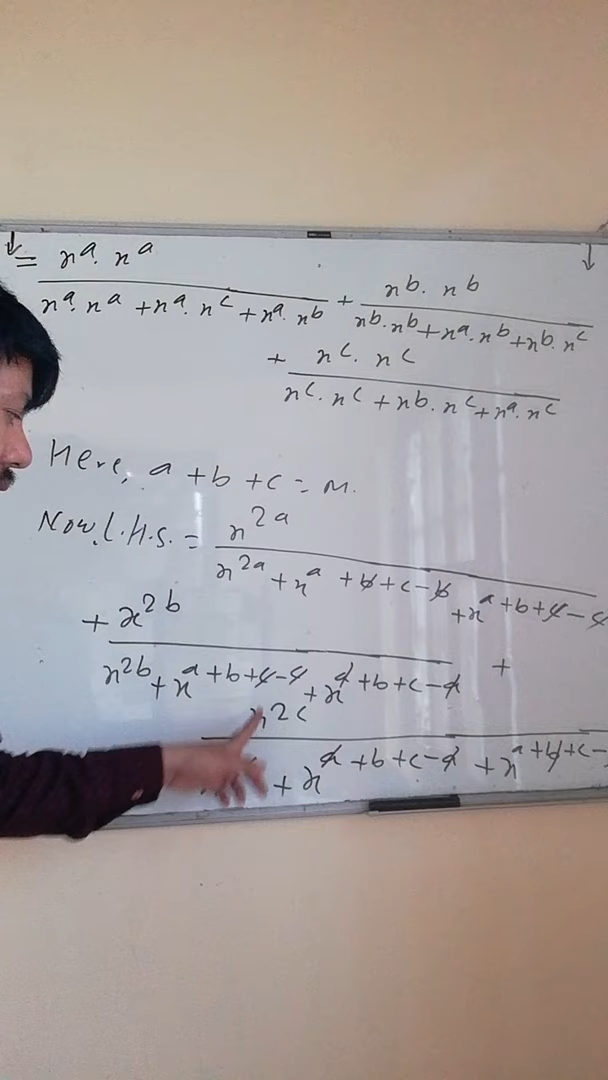 ↓ ↓
= x^a · x^a / (x^a · x^a + x^a · x^c + x^a · x^b) + x^b · x^b / (x^b · x^b + x^a · x^b + x^b · x^c)
+ x^c · x^c / (x^c · x^c + x^b · x^c + x^a · x^c)
Here, a + b + c = m.
Now, L.H.S. = x^(2a) / (x^(2a) + x^(a + b + c - b) + x^(a + b + c - c))
+ x^(2b) / (x^(2b) + x^(a + b + c - c) + x^(a + b + c - a)) +
x^(2c) / ( + x^(a + b + c - a) + x^(a + b + c -